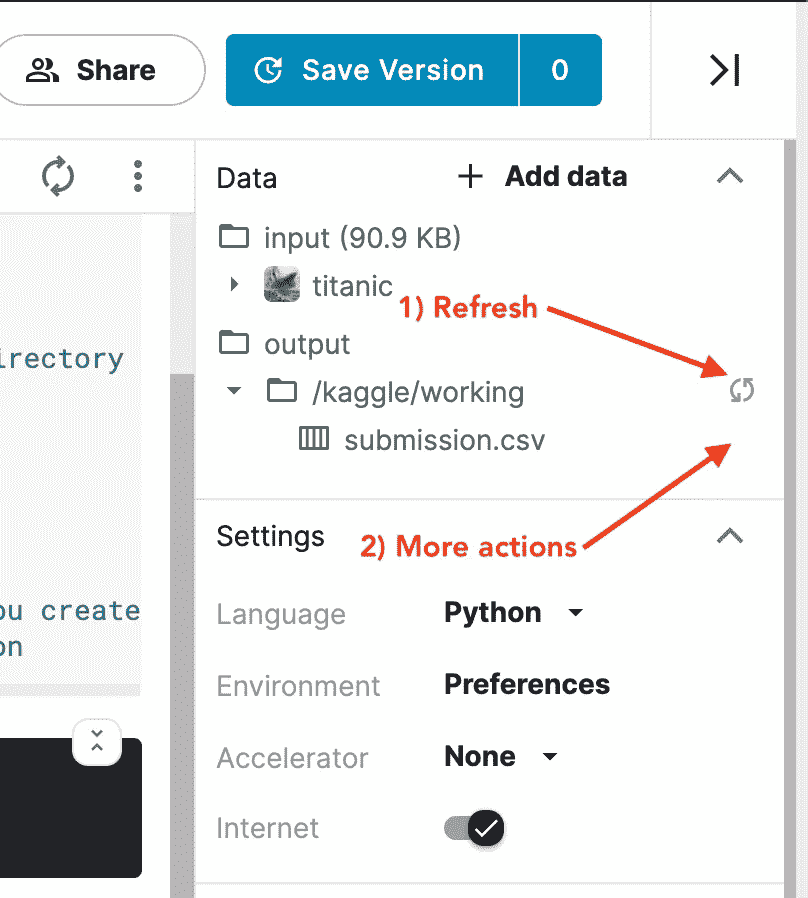 Share
Save Version
0
Data
+ Add data
input (90.9 KB)
titanic
1) Refresh
output
irectory
/kaggle/working
submission.csv
Settings
2) More actions
ou create
on
Language
Python
Environment
Preferences
Accelerator
None
Internet